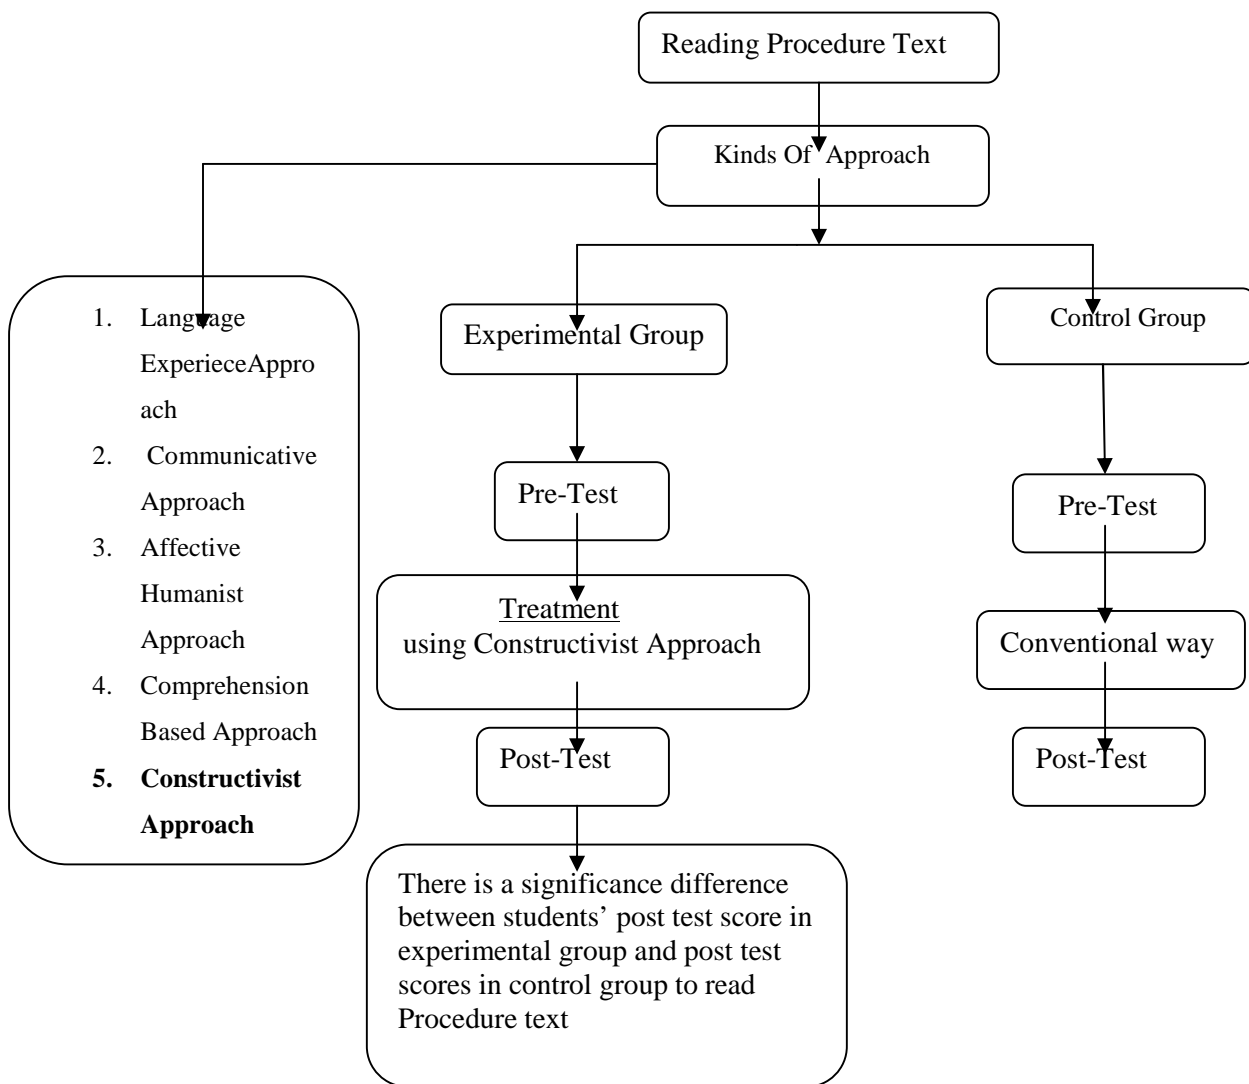 Reading Procedure Text
Kinds Of Approach
1. Language
ExperieceAppro
ach
2. Communicative
Approach
3. Affective
Humanist
Approach
4. Comprehension
Based Approach
5. Constructivist
Approach
Experimental Group
Pre-Test
Treatment
using Constructivist Approach
Post-Test
There is a significance difference
between students’ post test score in
experimental group and post test
scores in control group to read
Procedure text
Control Group
Pre-Test
Conventional way
Post-Test